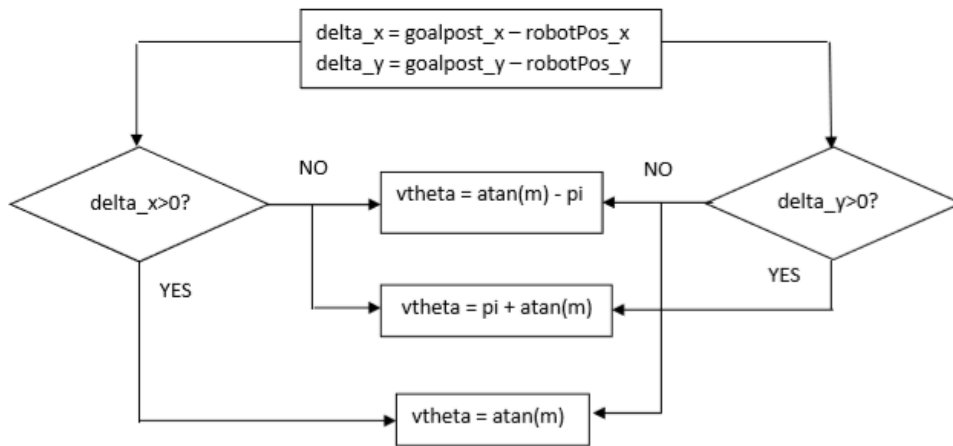 delta_x = goalpost_x – robotPos_x
delta_y = goalpost_y – robotPos_y
delta_x>0?
NO
vtheta = atan(m) - pi
NO
delta_y>0?
YES
vtheta = pi + atan(m)
YES
vtheta = atan(m)